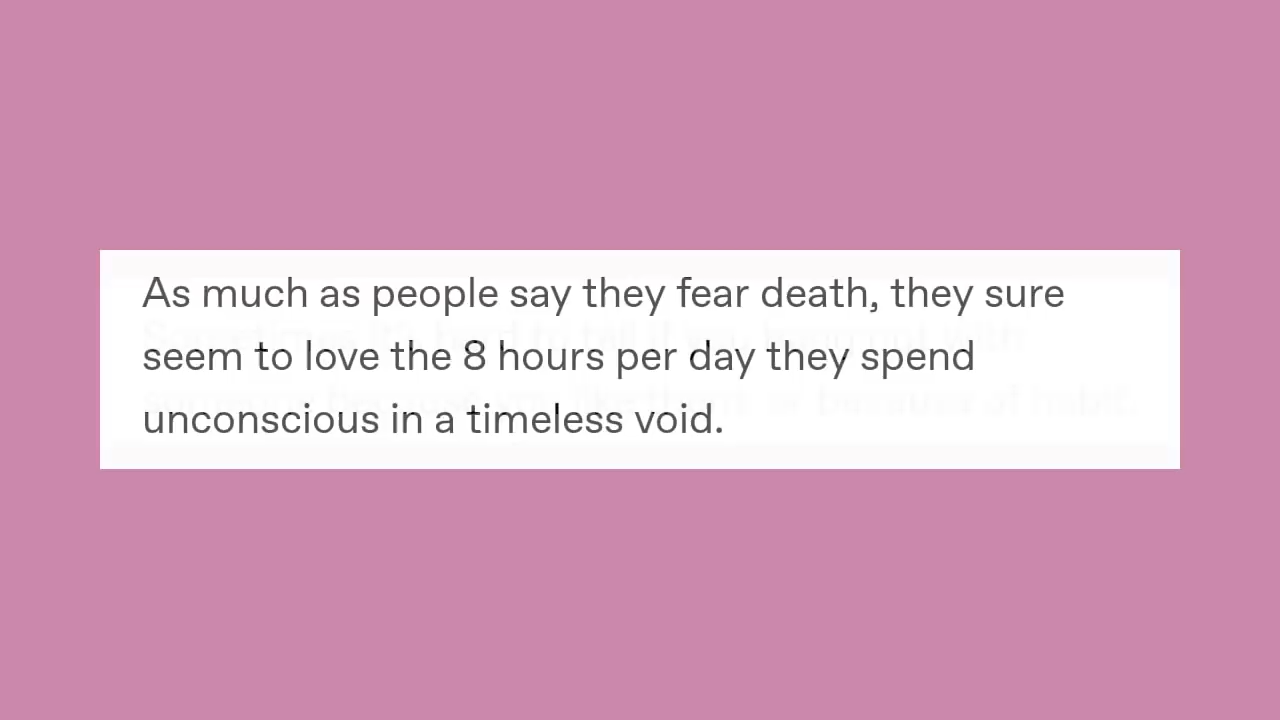 As much as people say they fear death, they sure
seem to love the 8 hours per day they spend
unconscious in a timeless void.